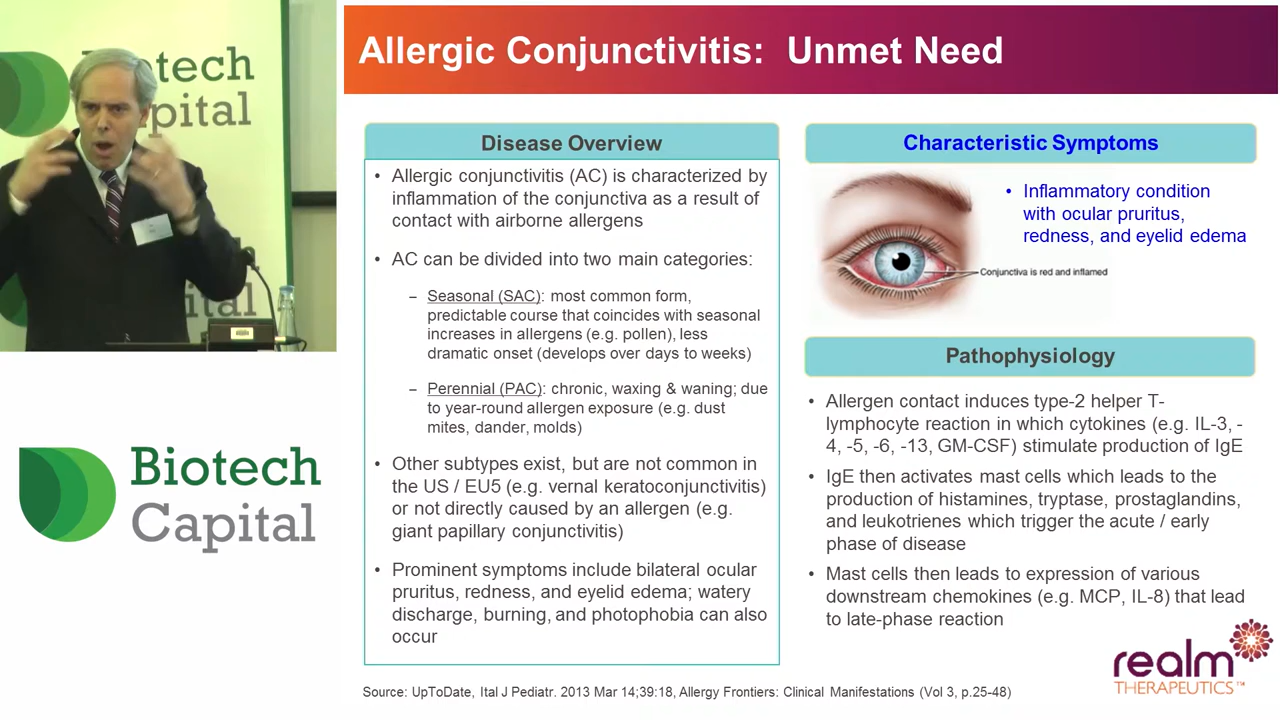 Biotech
Capital
Biotech
Capital
Allergic Conjunctivitis: Unmet Need
Disease Overview
• Allergic conjunctivitis (AC) is characterized by
inflammation of the conjunctiva as a result of
contact with airborne allergens
• AC can be divided into two main categories:
– Seasonal (SAC): most common form,
predictable course that coincides with seasonal
increases in allergens (e.g. pollen), less
dramatic onset (develops over days to weeks)
– Perennial (PAC): chronic, waxing & waning; due
to year-round allergen exposure (e.g. dust
mites, dander, molds)
• Other subtypes exist, but are not common in
the US / EU5 (e.g. vernal keratoconjunctivitis)
or not directly caused by an allergen (e.g.
giant papillary conjunctivitis)
• Prominent symptoms include bilateral ocular
pruritus, redness, and eyelid edema; watery
discharge, burning, and photophobia can also
occur
Characteristic Symptoms
• Inflammatory condition
with ocular pruritus,
redness, and eyelid edema
Conjunctiva is red and inflamed
Pathophysiology
• Allergen contact induces type-2 helper T-
lymphocyte reaction in which cytokines (e.g. IL-3, -
4, -5, -6, -13, GM-CSF) stimulate production of IgE
• IgE then activates mast cells which leads to the
production of histamines, tryptase, prostaglandins,
and leukotrienes which trigger the acute / early
phase of disease
• Mast cells then leads to expression of various
downstream chemokines (e.g. MCP, IL-8) that lead
to late-phase reaction
realm
THERAPEUTICS™
Source: UpToDate, Ital J Pediatr. 2013 Mar 14;39:18, Allergy Frontiers: Clinical Manifestations (Vol 3, p.25-48)